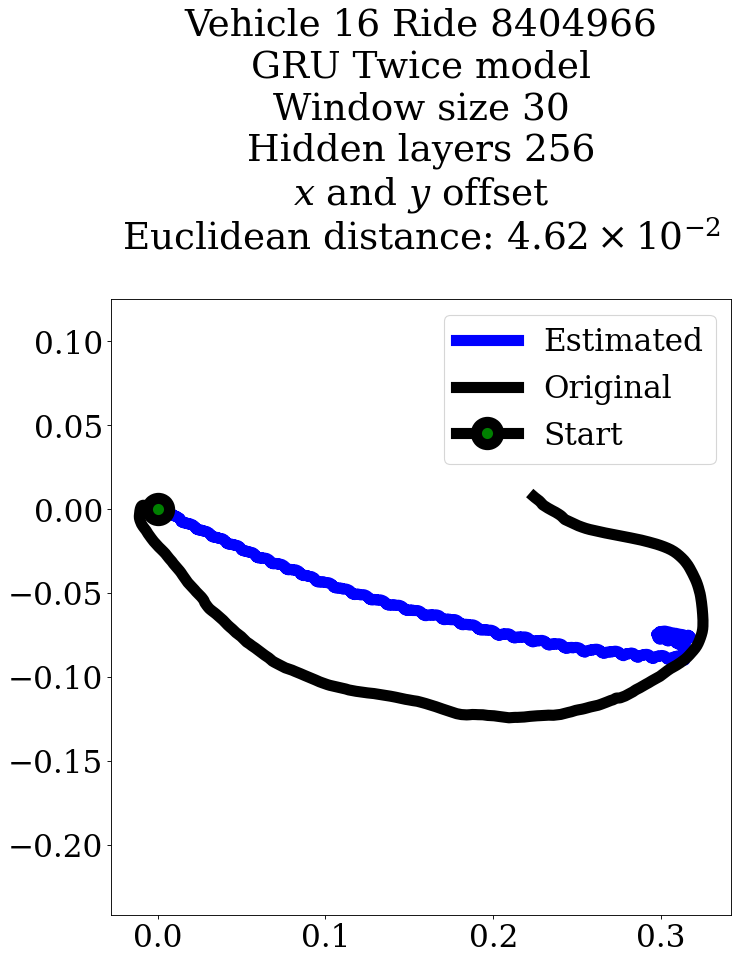 Vehicle 16 Ride 8404966
GRU Twice model
Window size 30
Hidden layers 256
x and y offset
Euclidean distance: 4.62 × 10⁻²
Estimated
Original
Start
0.10
0.05
0.00
−0.05
−0.10
−0.15
−0.20
0.0 0.1 0.2 0.3